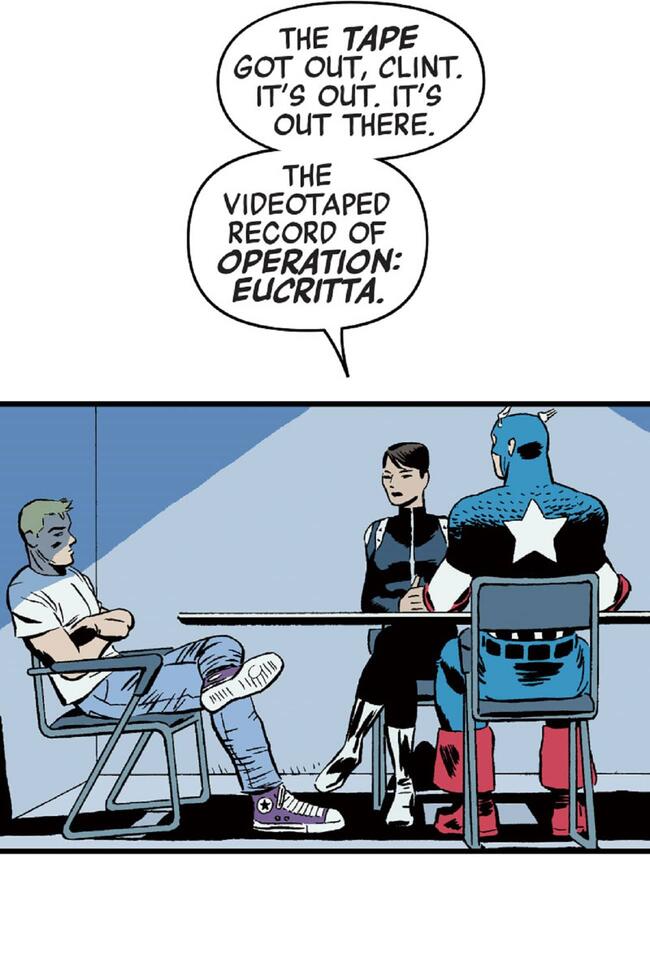 THE TAPE
GOT OUT, CLINT.
IT'S OUT. IT'S
OUT THERE.
THE
VIDEOTAPED
RECORD OF
OPERATION:
EUCRITTA.